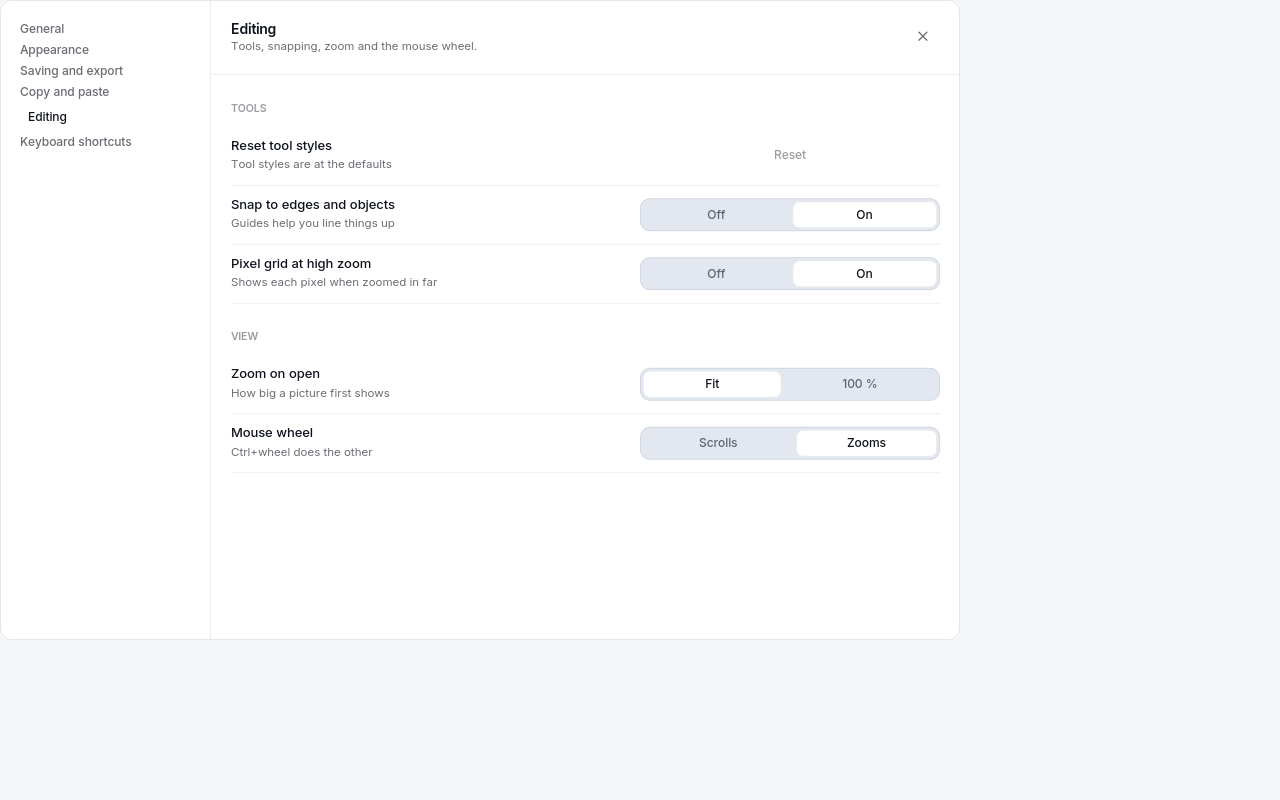 General
Appearance
Saving and export
Copy and paste
Editing
Keyboard shortcuts
Editing
Tools, snapping, zoom and the mouse wheel.
TOOLS
Reset tool styles
Tool styles are at the defaults
Reset
Snap to edges and objects
Guides help you line things up
Off On
Pixel grid at high zoom
Shows each pixel when zoomed in far
Off On
VIEW
Zoom on open
How big a picture first shows
Fit 100 %
Mouse wheel
Ctrl+wheel does the other
Scrolls Zooms